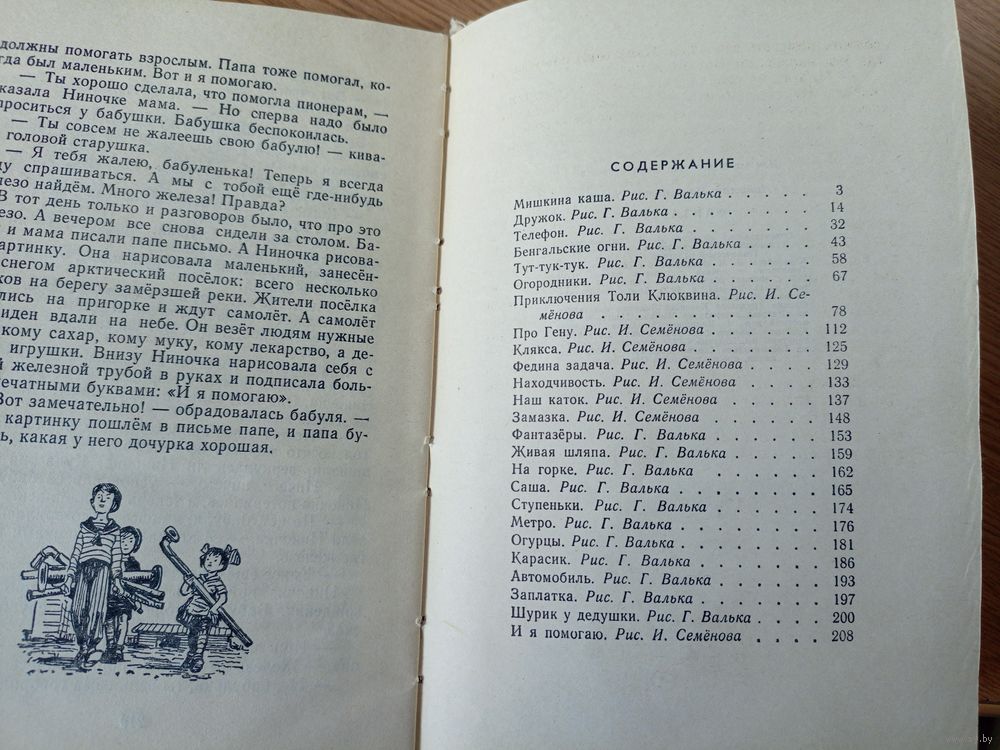 должны помогать взрослым. Папа тоже помогал, ко-
гда был маленьким. Вот и я помогаю.
— Ты хорошо сделала, что помогла пионерам, —
казала Ниночке мама. — Но сперва надо было
проситься у бабушки. Бабушка беспокоилась.
— Ты совсем не жалеешь свою бабулю! — кива-
головой старушка.
— Я тебя жалею, бабуленька! Теперь я всегда
ду спрашиваться. А мы с тобой ещё где-нибудь
лезо найдём. Много железа! Правда?
В тот день только и разговоров было, что про это
езо. А вечером все снова сидели за столом. Ба-
и мама писали папе письмо. А Ниночка рисова-
картинку. Она нарисовала маленький, занесён-
снегом арктический посёлок: всего несколько
ков на берегу замёрзшей реки. Жители посёлка
лись на пригорке и ждут самолёт. А самолёт
иден вдали на небе. Он везёт людям нужные
кому сахар, кому муку, кому лекарство, а де-
игрушки. Внизу Ниночка нарисовала себя с
й железной трубой в руках и подписала боль-
печатными буквами: «И я помогаю».
Вот замечательно! — обрадовалась бабуля. —
картинку пошлём в письме папе, и папа бу-
ь, какая у него дочурка хорошая.
СОДЕРЖАНИЕ
Мишкина каша. Рис. Г. Валька . . . . . . 3
Дружок. Рис. Г. Валька . . . . . . . 14
Телефон. Рис. Г. Валька . . . . . . . 32
Бенгальские огни. Рис. Г. Валька . . . . 43
Тут-тук-тук. Рис. Г. Валька . . . . . . 58
Огородники. Рис. Г. Валька . . . . . . 67
Приключения Толи Клюквина. Рис. И. Се-
мёнова . . . . . . . . . . . 78
Про Гену. Рис. И. Семёнова . . . . . . 112
Клякса. Рис. И. Семёнова . . . . . . 125
Федина задача. Рис. И. Семёнова . . . . 129
Находчивость. Рис. И. Семёнова . . . . 133
Наш каток. Рис. И. Семёнова . . . . . 137
Замазка. Рис. И. Семёнова . . . . . 148
Фантазёры. Рис. Г. Валька . . . . . . 153
Живая шляпа. Рис. Г. Валька . . . . . 159
На горке. Рис. Г. Валька . . . . . 162
Саша. Рис. Г. Валька . . . . . . . 165
Ступеньки. Рис. Г. Валька . . . . . . 174
Метро. Рис. Г. Валька . . . . . . . 176
Огурцы. Рис. Г. Валька . . . . . . . 181
Карасик. Рис. Г. Валька . . . . . . 186
Автомобиль. Рис. Г. Валька . . . . . 193
Заплатка. Рис. Г. Валька . . . . . . 197
Шурик у дедушки. Рис. Г. Валька . . . . 200
И я помогаю. Рис. И. Семёнова . . . . 208